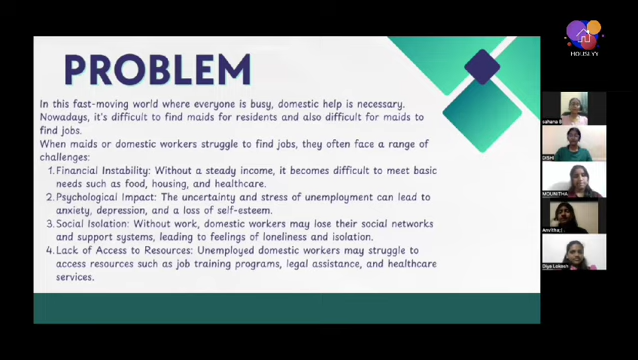 HOUSLYY
PROBLEM
In this fast-moving world where everyone is busy, domestic help is necessary.
Nowadays, it's difficult to find maids for residents and also difficult for maids to
find jobs.
When maids or domestic workers struggle to find jobs, they often face a range of
challenges:
1. Financial Instability: Without a steady income, it becomes difficult to meet basic
needs such as food, housing, and healthcare.
2. Psychological Impact: The uncertainty and stress of unemployment can lead to
anxiety, depression, and a loss of self-esteem.
3. Social Isolation: Without work, domestic workers may lose their social networks
and support systems, leading to feelings of loneliness and isolation.
4. Lack of Access to Resources: Unemployed domestic workers may struggle to
access resources such as job training programs, legal assistance, and healthcare
services.
MOUNITHA
Diya Lokesh